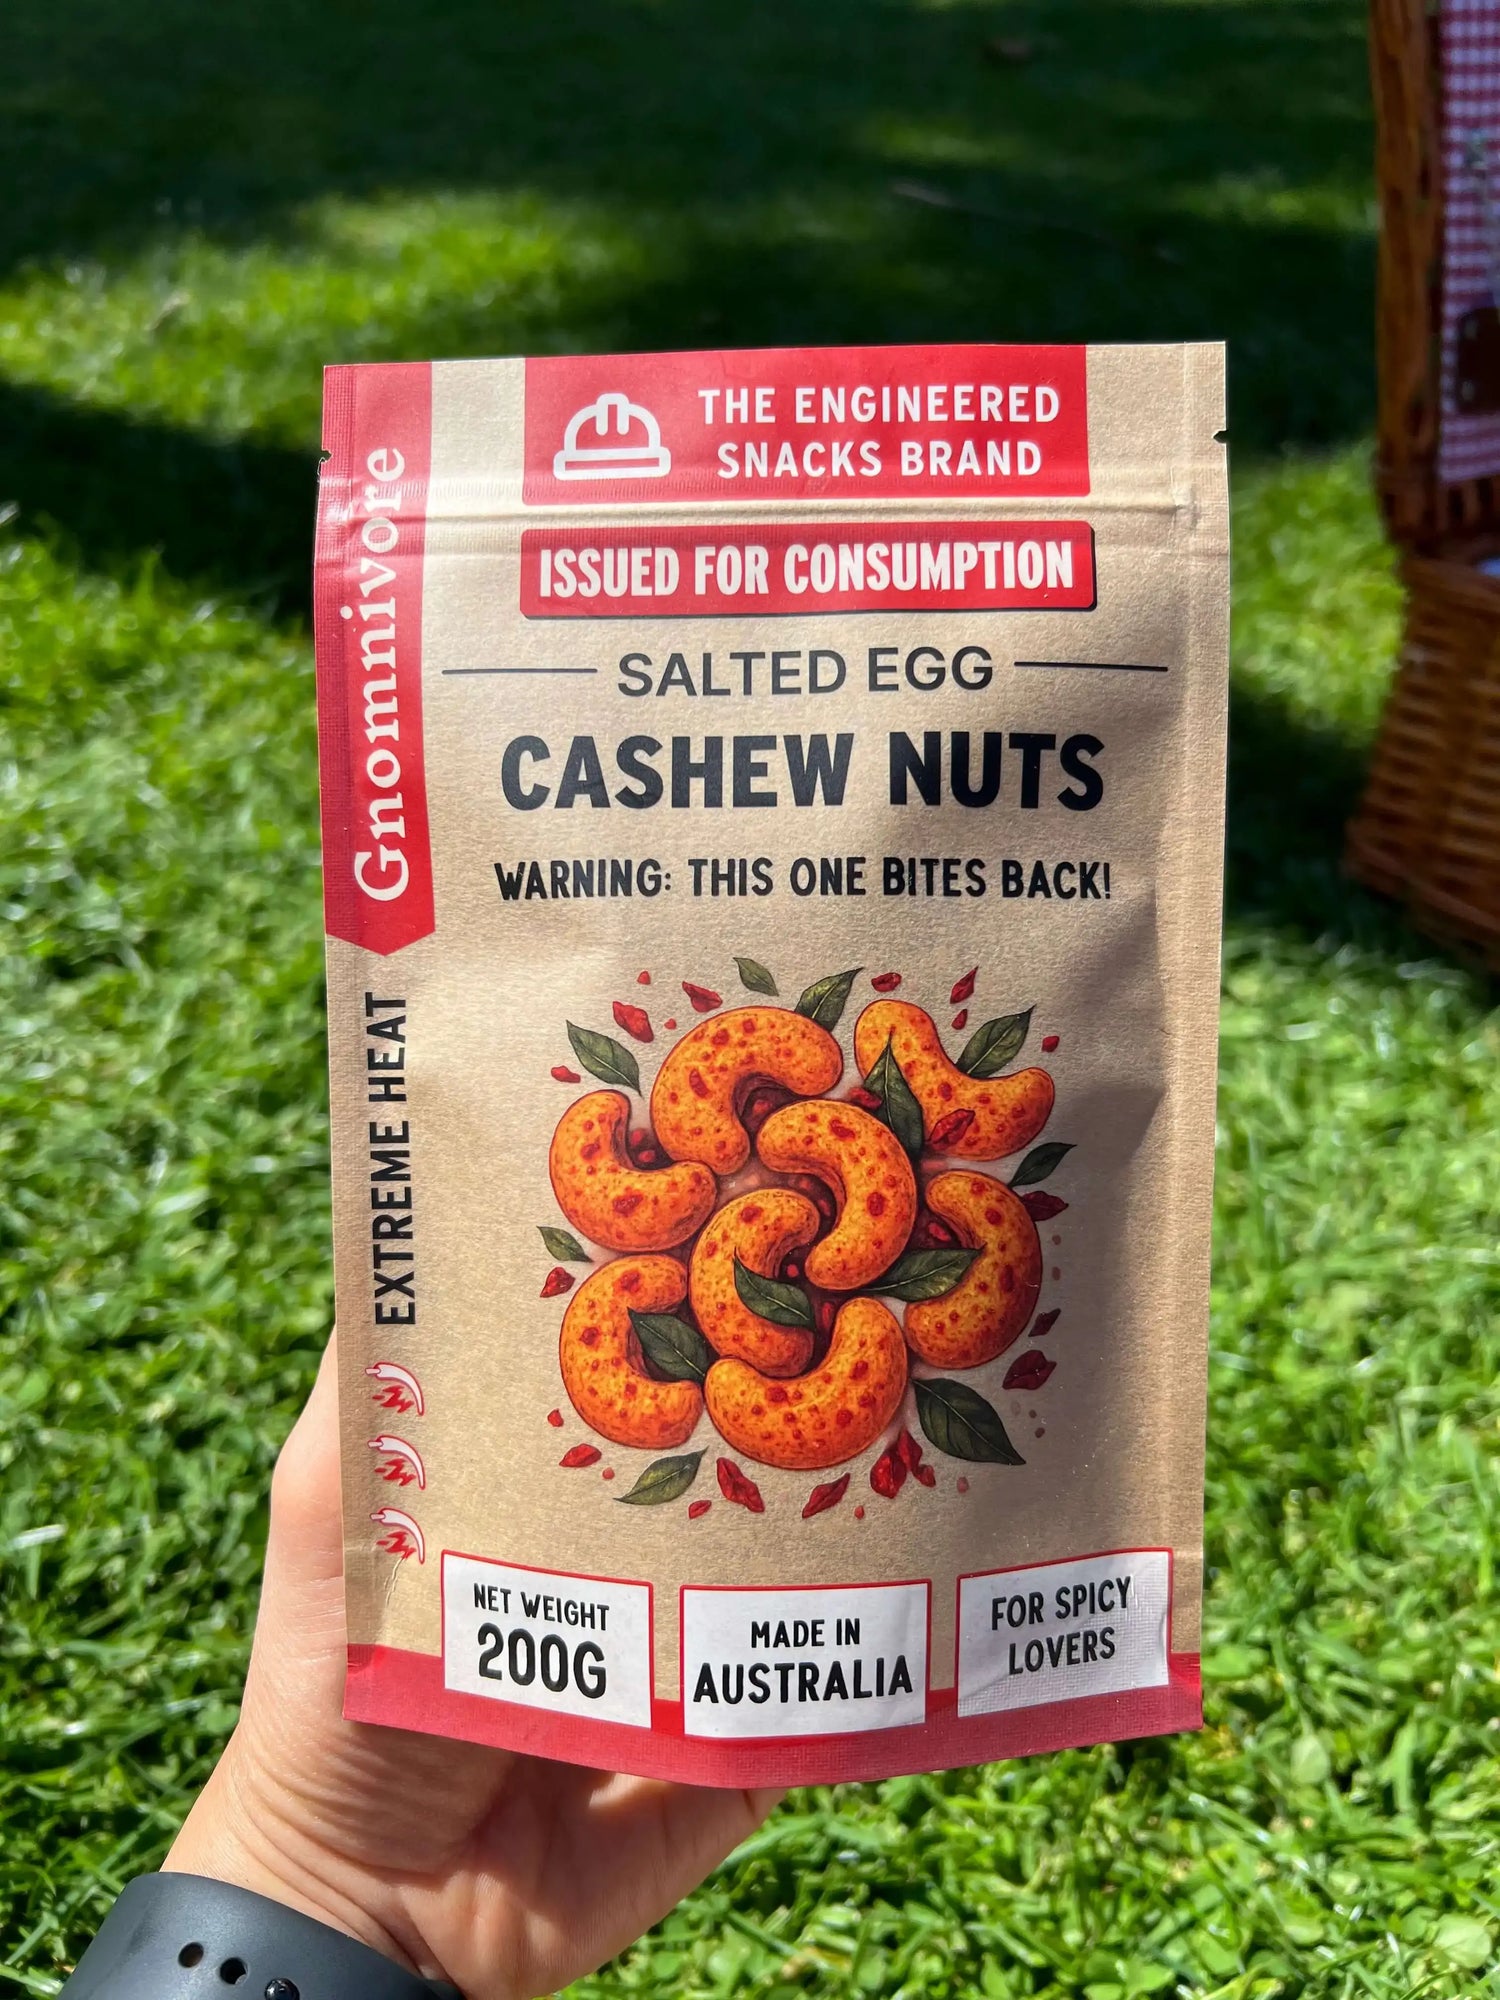 THE ENGINEERED
SNACKS BRAND
ISSUED FOR CONSUMPTION
SALTED EGG
CASHEW NUTS
WARNING: THIS ONE BITES BACK!
Gnomnivore
EXTREME HEAT
NET WEIGHT
200G
MADE IN
AUSTRALIA
FOR SPICY
LOVERS